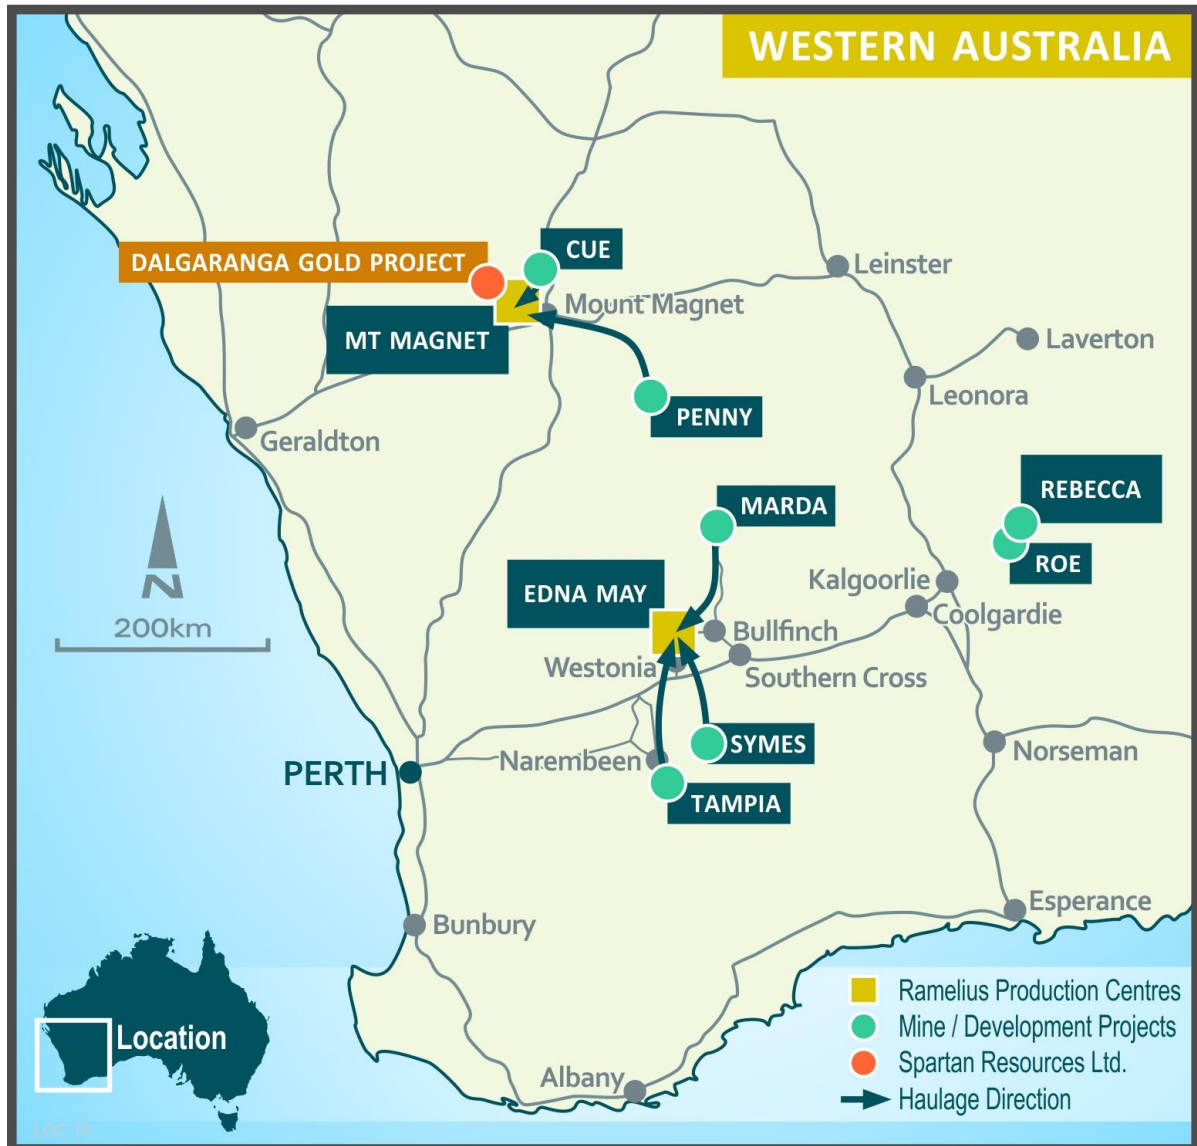 WESTERN AUSTRALIA
CUE
DALGARANGA GOLD PROJECT
Leinster
Mount Magnet
MT MAGNET
Laverton
Leonora
PENNY
Geraldton
REBECCA
MARDA
ROE
Kalgoorlie
EDNA MAY
Coolgardie
N
200km
Bullfinch
Westonia
Southern Cross
SYMES
Norseman
Narembeen
PERTH
TAMPIA
Esperance
Bunbury
Ramelius Production Centres
Mine / Development Projects
Location
Spartan Resources Ltd.
Albany
Haulage Direction